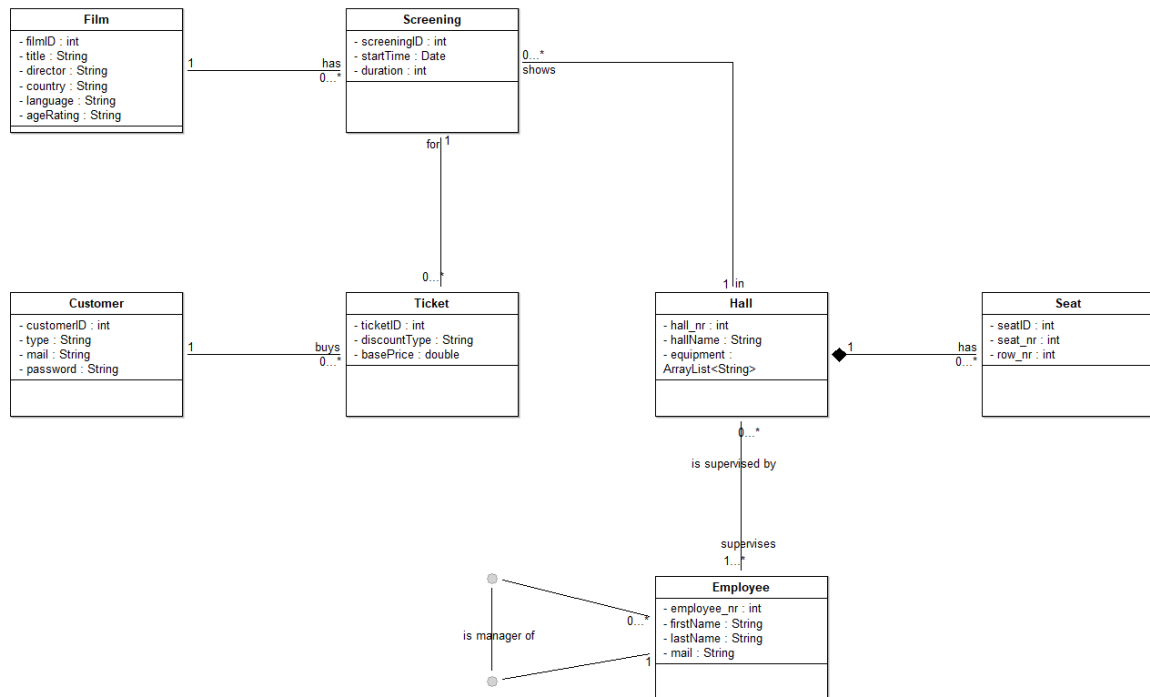 Film
- filmID : int
- title : String
- director : String
- country : String
- language : String
- ageRating : String
1
has
0...*
Screening
- screeningID : int
- startTime : Date
- duration : int
0...*
shows
for 1
0...*
1 in
Customer
- customerID : int
- type : String
- mail : String
- password : String
1
buys
0...*
Ticket
- ticketID : int
- discountType : String
- basePrice : double
Hall
- hall_nr : int
- hallName : String
- equipment :
ArrayList<String>
1
has
0...*
Seat
- seatID : int
- seat_nr : int
- row_nr : int
0...*
is supervised by
supervises
1...*
Employee
- employee_nr : int
- firstName : String
- lastName : String
- mail : String
0...*
is manager of
1